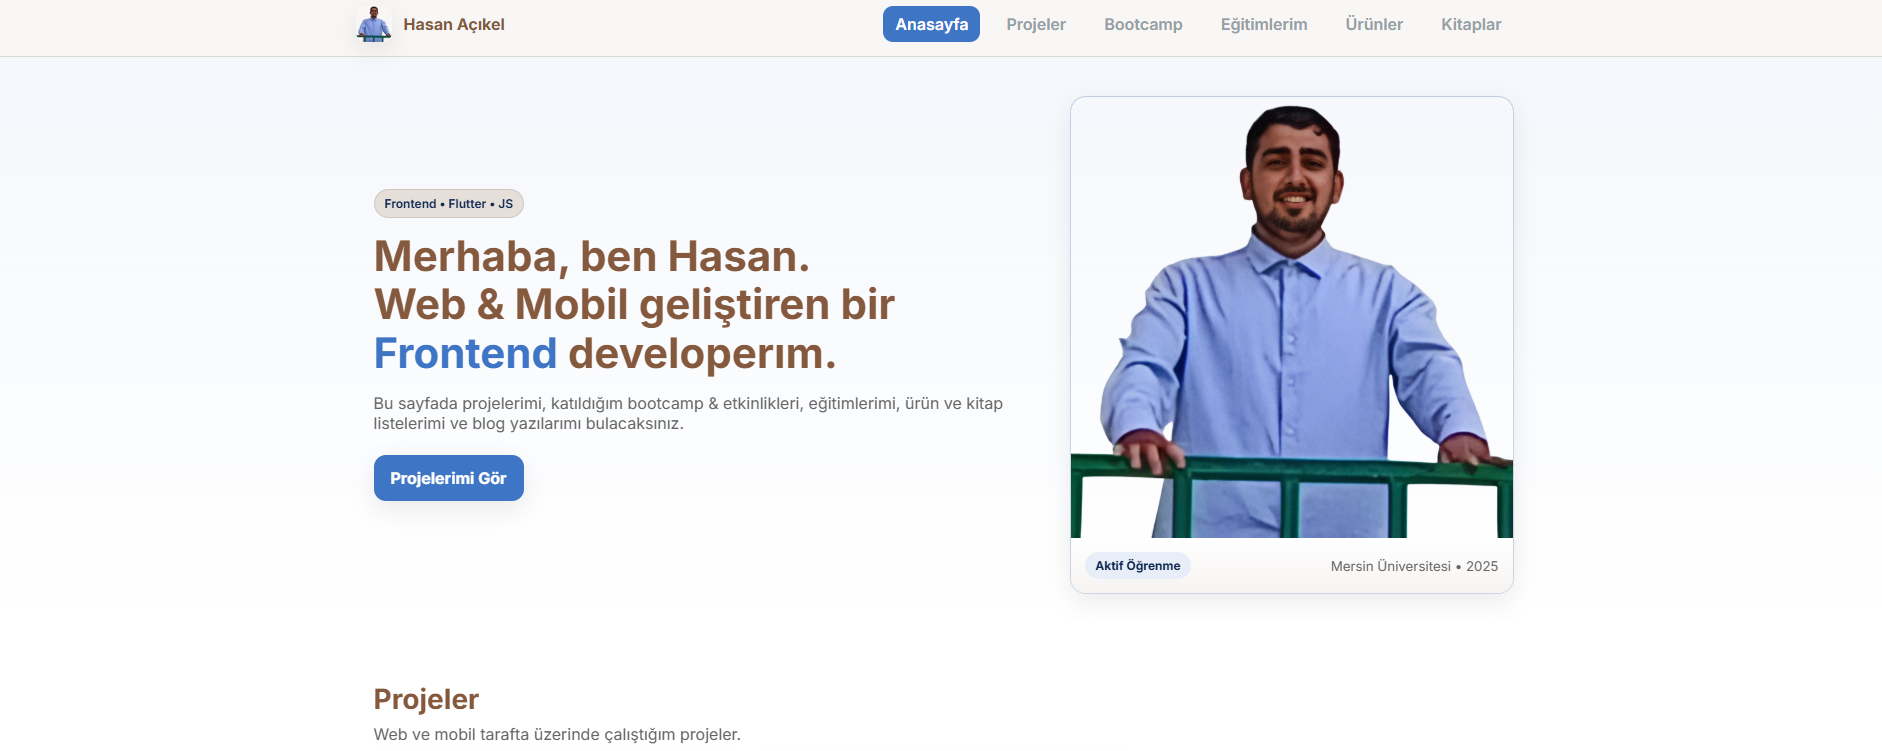 Hasan Açıkel
Anasayfa
Projeler
Bootcamp
Eğitimlerim
Ürünler
Kitaplar
Frontend • Flutter • JS
Merhaba, ben Hasan.
Web & Mobil geliştiren bir
Frontend developerım.
Bu sayfada projelerimi, katıldığım bootcamp & etkinlikleri, eğitimlerimi, ürün ve kitap
listelerimi ve blog yazılarımı bulacaksınız.
Projelerimi Gör
Aktif Öğrenme
Mersin Üniversitesi • 2025
Projeler
Web ve mobil tarafta üzerinde çalıştığım projeler.